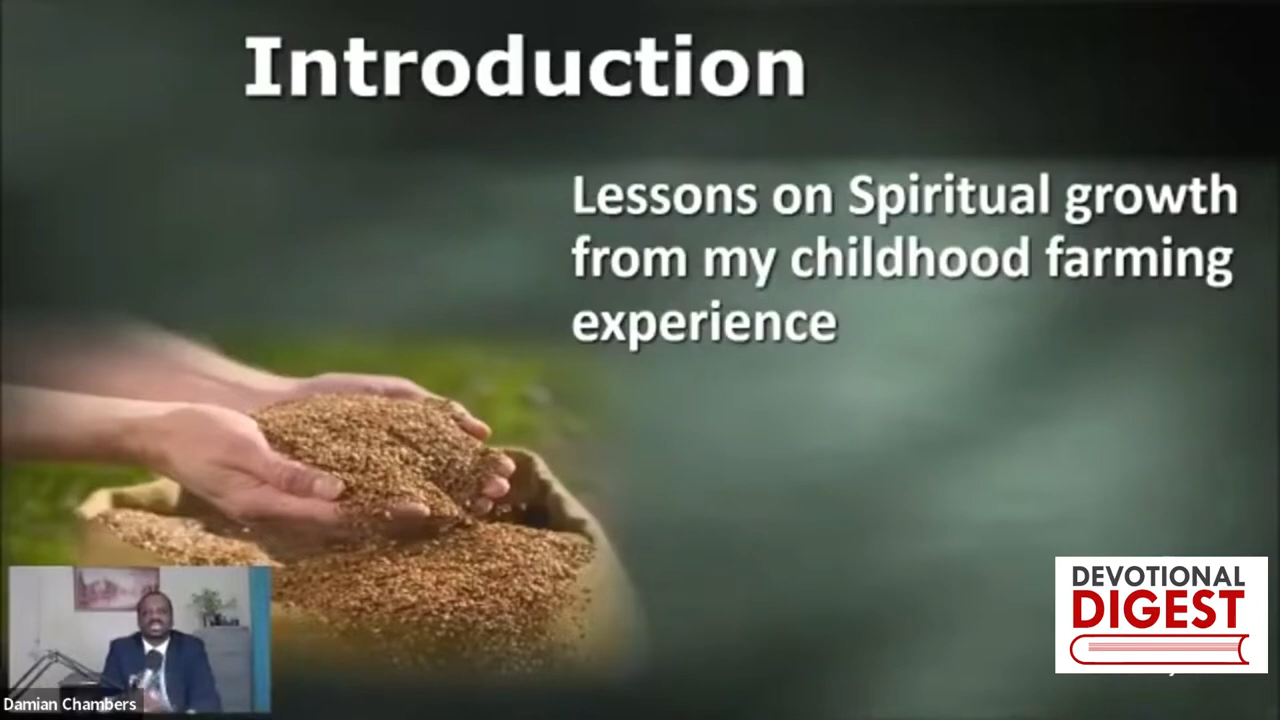 Introduction
Lessons on Spiritual growth
from my childhood farming
experience
DEVOTIONAL
DIGEST
Damian Chambers